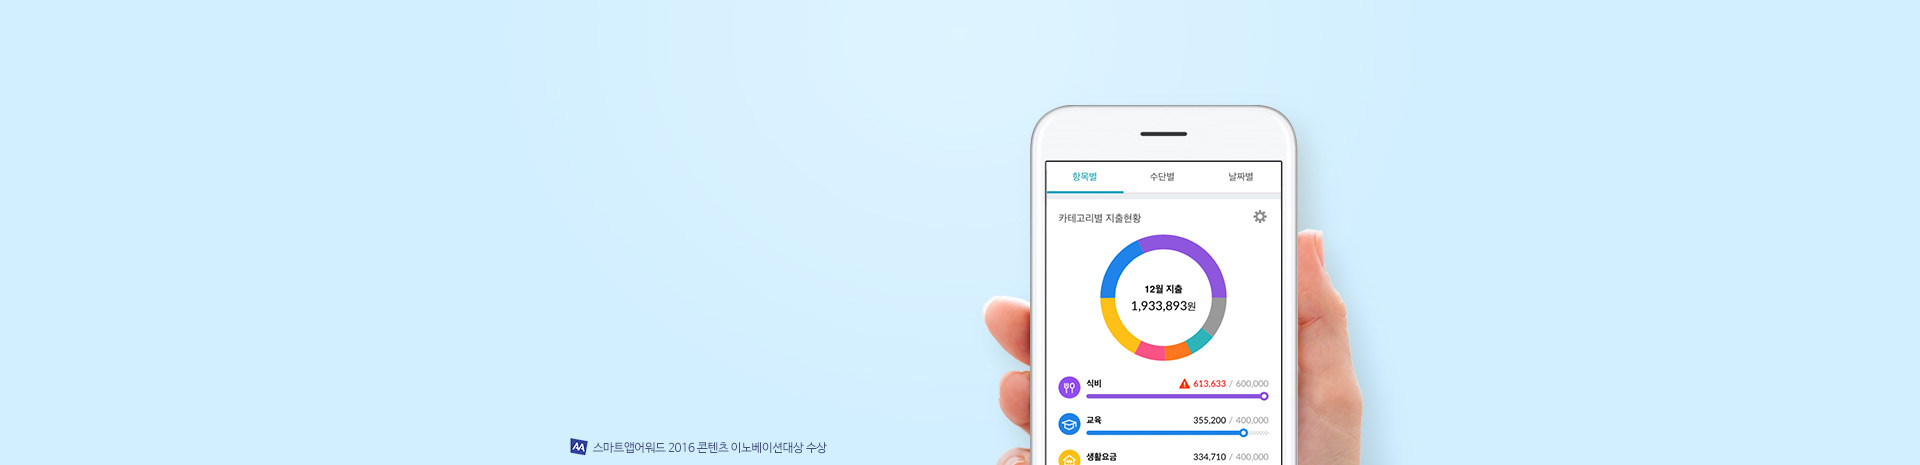 항목별 수단별 날짜별
카테고리별 지출현황
12월 지출
1,933,893원
식비 613,633 / 600,000
교육 355,200 / 400,000
생활요금 334,710 / 400,000
AA 스마트앱어워드 2016 콘텐츠 이노베이션대상 수상